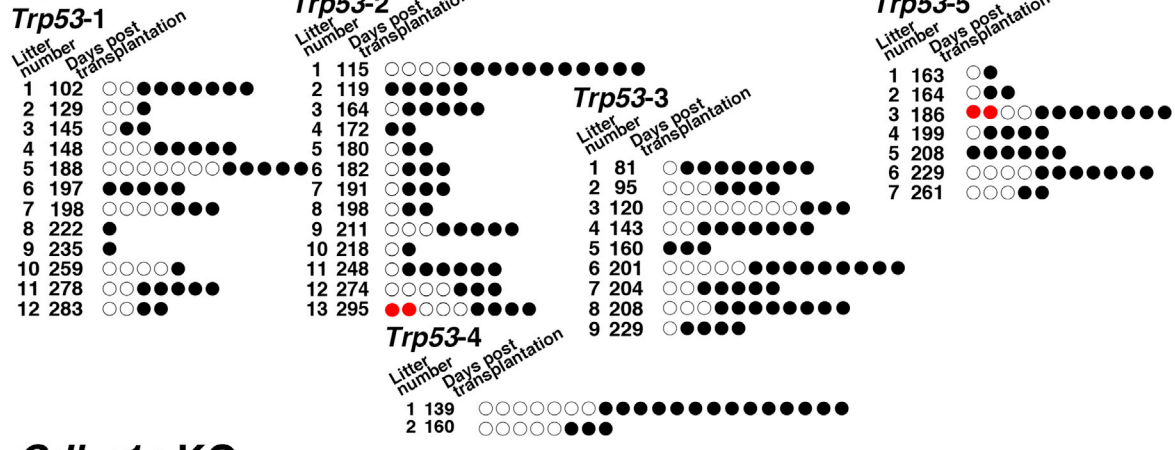 Trp53-1
Litter number
Days post transplantation
1 102
2 129
3 145
4 148
5 188
6 197
7 198
8 222
9 235
10 259
11 278
12 283
Trp53-2
Litter number
Days post transplantation
1 115
2 119
3 164
4 172
5 180
6 182
7 191
8 198
9 211
10 218
11 248
12 274
13 295
Trp53-3
Litter number
Days post transplantation
1 81
2 95
3 120
4 143
5 160
6 201
7 204
8 208
9 229
Trp53-4
Litter number
Days post transplantation
1 139
2 160
Trp53-5
Litter number
Days post transplantation
1 163
2 164
3 186
4 199
5 208
6 229
7 261